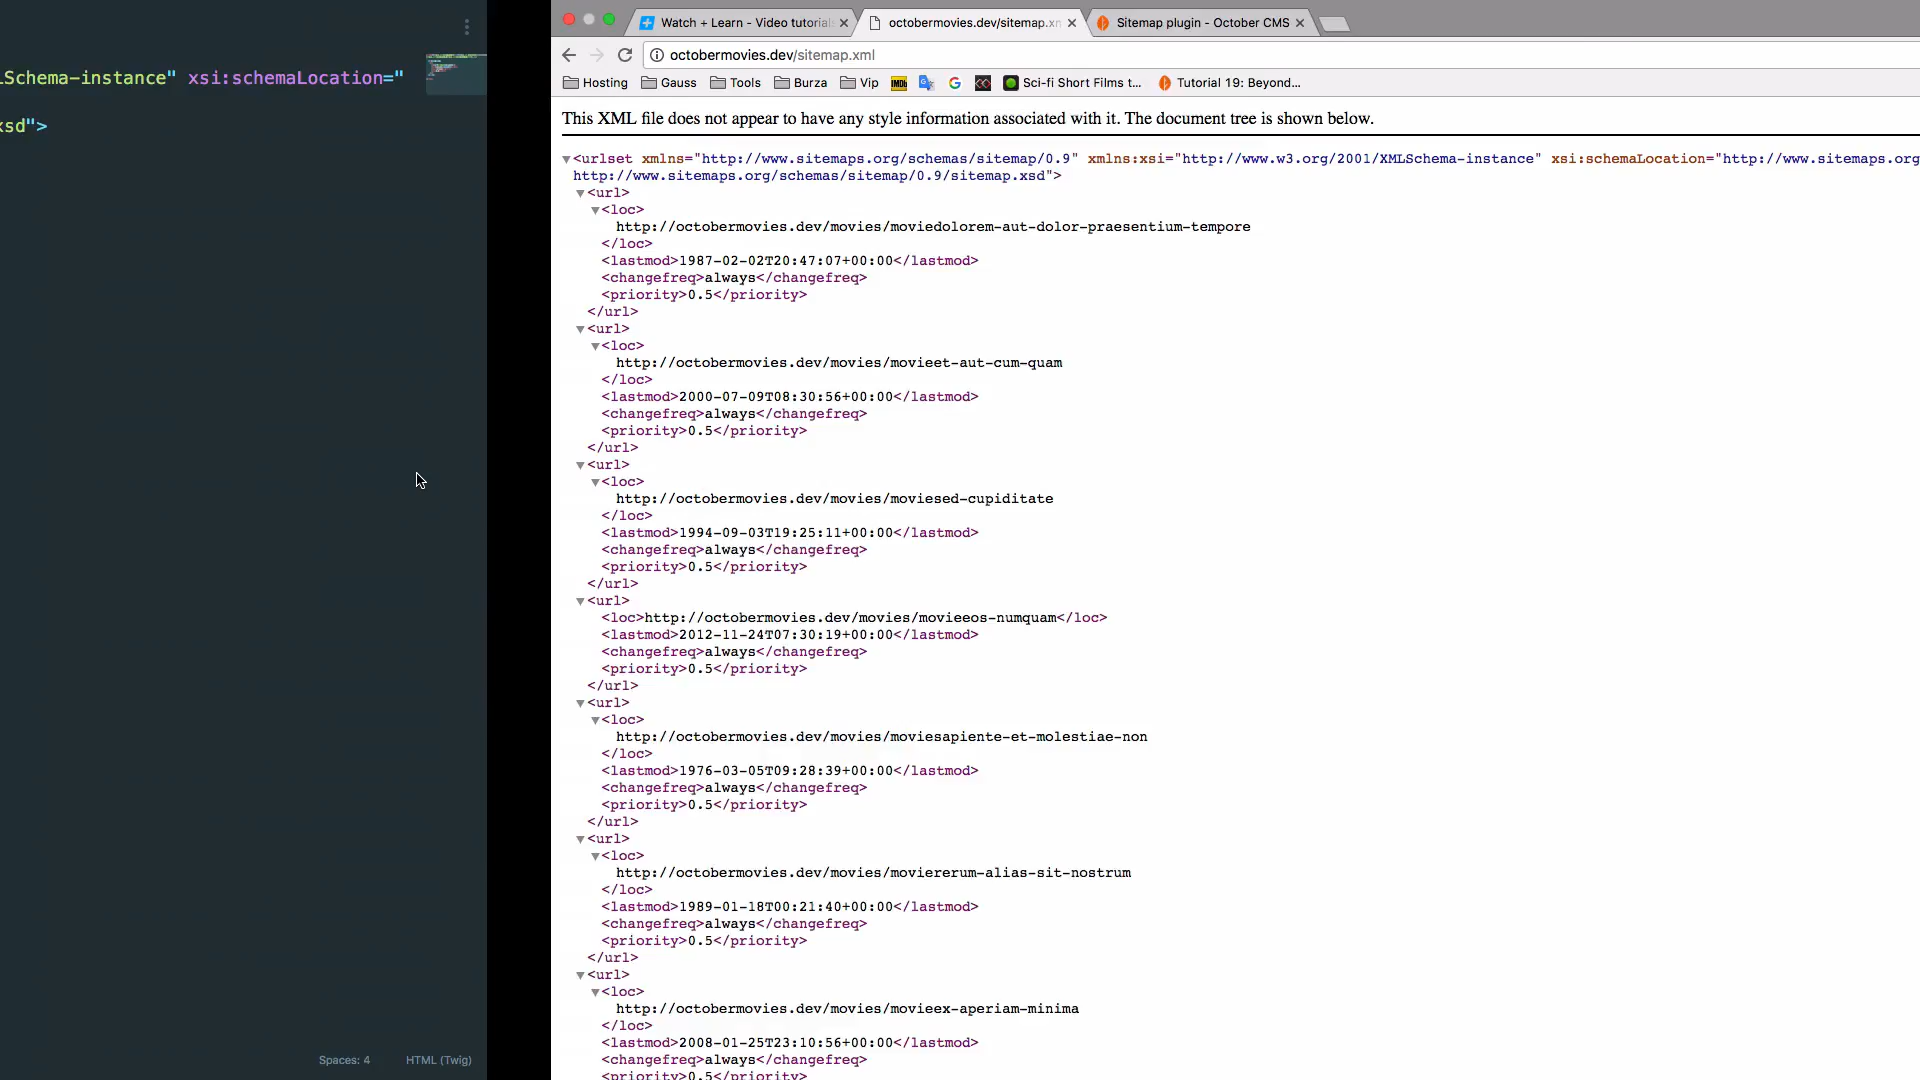 LSchema-instance" xsi:schemaLocation="
xsd">
Spaces: 4 HTML (Twig)
Watch + Learn - Video tutorials
octobermovies.dev/sitemap.xm
Sitemap plugin - October CMS
octobermovies.dev/sitemap.xml
Hosting Gauss Tools Burza Vip IMDb G Sci-fi Short Films t... Tutorial 19: Beyond...
This XML file does not appear to have any style information associated with it. The document tree is shown below.
<urlset xmlns="http://www.sitemaps.org/schemas/sitemap/0.9" xmlns:xsi="http://www.w3.org/2001/XMLSchema-instance" xsi:schemaLocation="http://www.sitemaps.org
http://www.sitemaps.org/schemas/sitemap/0.9/sitemap.xsd">
<url>
<loc>
http://octobermovies.dev/movies/moviedolorem-aut-dolor-praesentium-tempore
</loc>
<lastmod>1987-02-02T20:47:07+00:00</lastmod>
<changefreq>always</changefreq>
<priority>0.5</priority>
</url>
<url>
<loc>
http://octobermovies.dev/movies/movieet-aut-cum-quam
</loc>
<lastmod>2000-07-09T08:30:56+00:00</lastmod>
<changefreq>always</changefreq>
<priority>0.5</priority>
</url>
<url>
<loc>
http://octobermovies.dev/movies/moviesed-cupiditate
</loc>
<lastmod>1994-09-03T19:25:11+00:00</lastmod>
<changefreq>always</changefreq>
<priority>0.5</priority>
</url>
<url>
<loc>http://octobermovies.dev/movies/movieeos-numquam</loc>
<lastmod>2012-11-24T07:30:19+00:00</lastmod>
<changefreq>always</changefreq>
<priority>0.5</priority>
</url>
<url>
<loc>
http://octobermovies.dev/movies/moviesapiente-et-molestiae-non
</loc>
<lastmod>1976-03-05T09:28:39+00:00</lastmod>
<changefreq>always</changefreq>
<priority>0.5</priority>
</url>
<url>
<loc>
http://octobermovies.dev/movies/moviererum-alias-sit-nostrum
</loc>
<lastmod>1989-01-18T00:21:40+00:00</lastmod>
<changefreq>always</changefreq>
<priority>0.5</priority>
</url>
<url>
<loc>
http://octobermovies.dev/movies/movieex-aperiam-minima
</loc>
<lastmod>2008-01-25T23:10:56+00:00</lastmod>
<changefreq>always</changefreq>
<priority>0.5</priority>